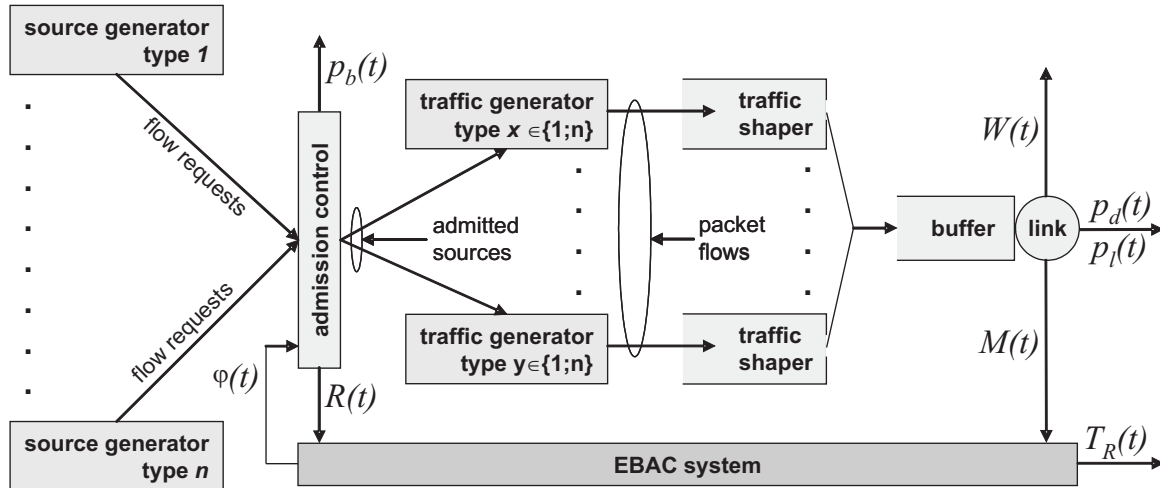 source generator
type 1
flow requests
flow requests
source generator
type n
p_b(t)
admission control
φ(t)
R(t)
traffic generator
type x ∈{1;n}
admitted
sources
traffic generator
type y∈{1;n}
packet
flows
traffic
shaper
traffic
shaper
buffer
link
W(t)
p_d(t)
p_l(t)
M(t)
EBAC system
T_R(t)